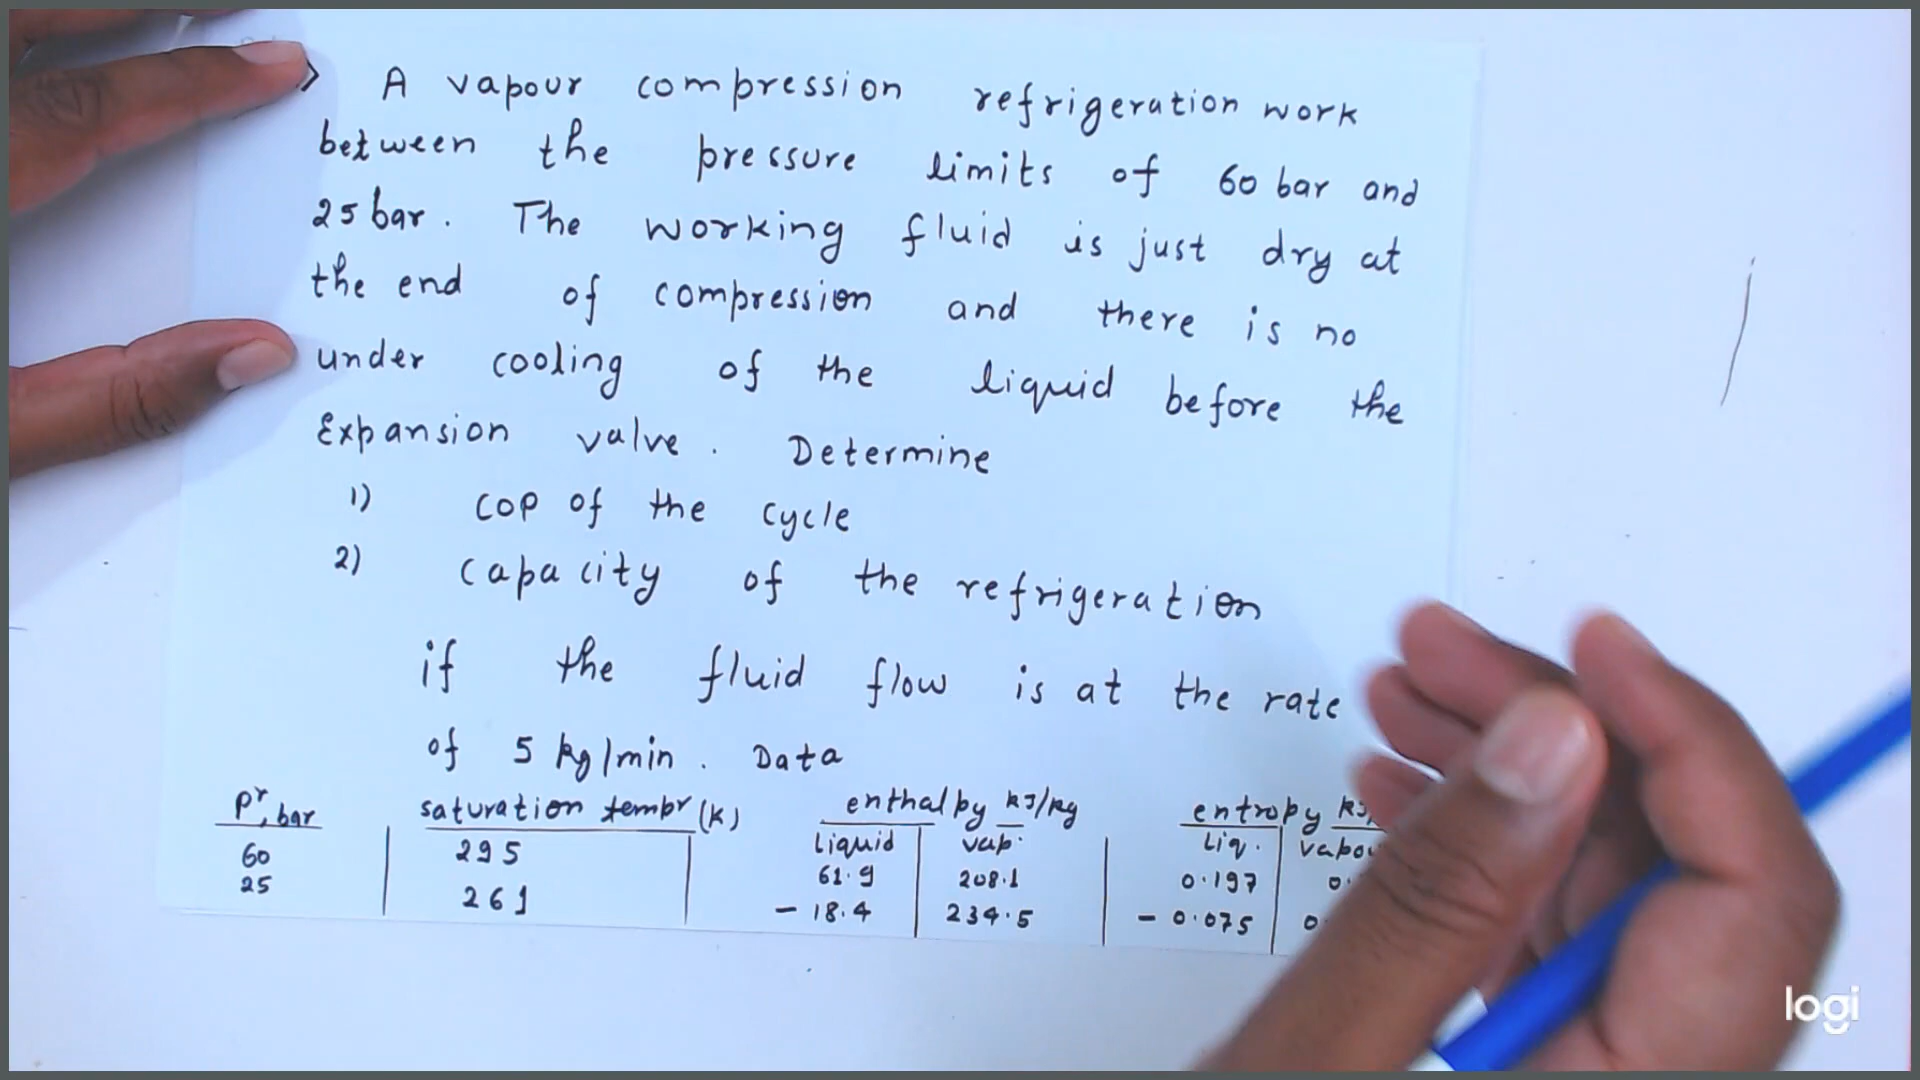 A vapour compression refrigeration work
between the pressure limits of 60 bar and
25 bar. The working fluid is just dry at
the end of compression and there is no
under cooling of the liquid before the
Expansion valve. Determine
1) COP of the cycle
2) capacity of the refrigeration
if the fluid flow is at the rate
of 5 kg/min. Data
Pr, bar saturation tempr (K) enthalpy kJ/kg entropy
Liquid vap. Liq.
60 295 61.9 208.1 0.197
25 261 - 18.4 234.5 - 0.075
logi